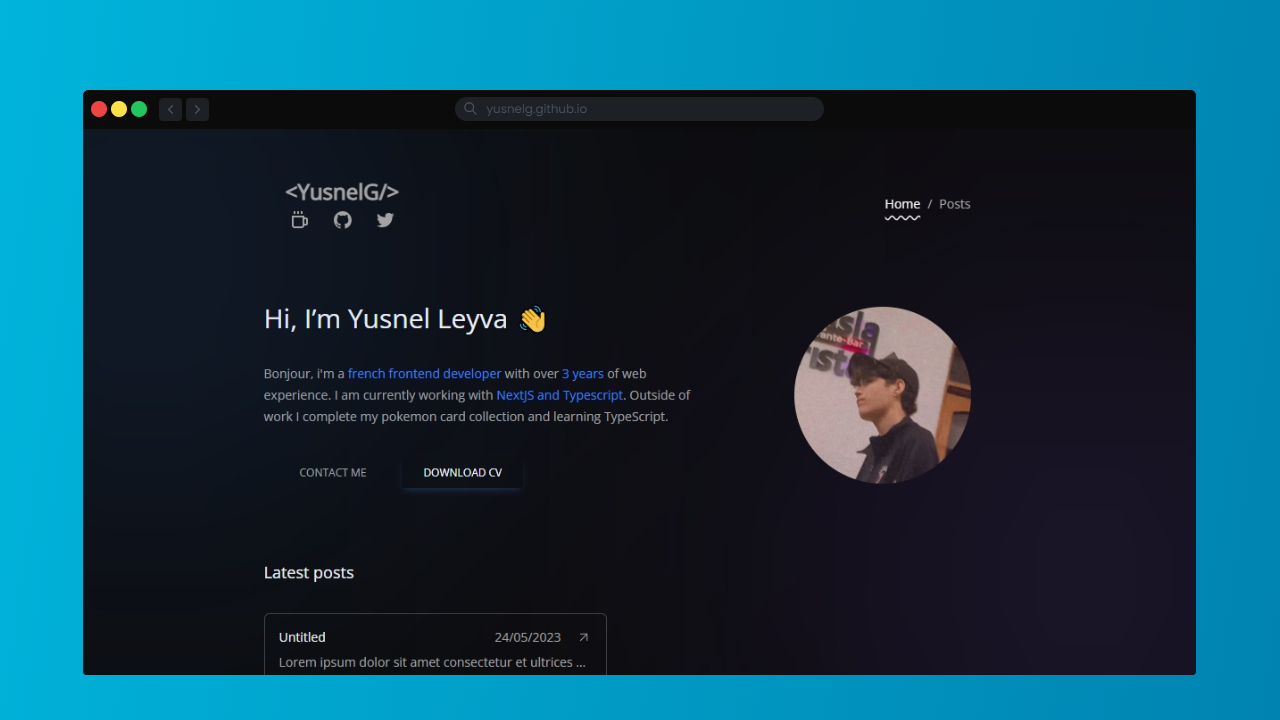 yusnelg.github.io
<YusnelG/>
Home / Posts
Hi, I’m Yusnel Leyva 👋
Bonjour, i'm a french frontend developer with over 3 years of web
experience. I am currently working with NextJS and Typescript. Outside of
work I complete my pokemon card collection and learning TypeScript.
CONTACT ME
DOWNLOAD CV
Latest posts
Untitled 24/05/2023
Lorem ipsum dolor sit amet consectetur et ultrices ...